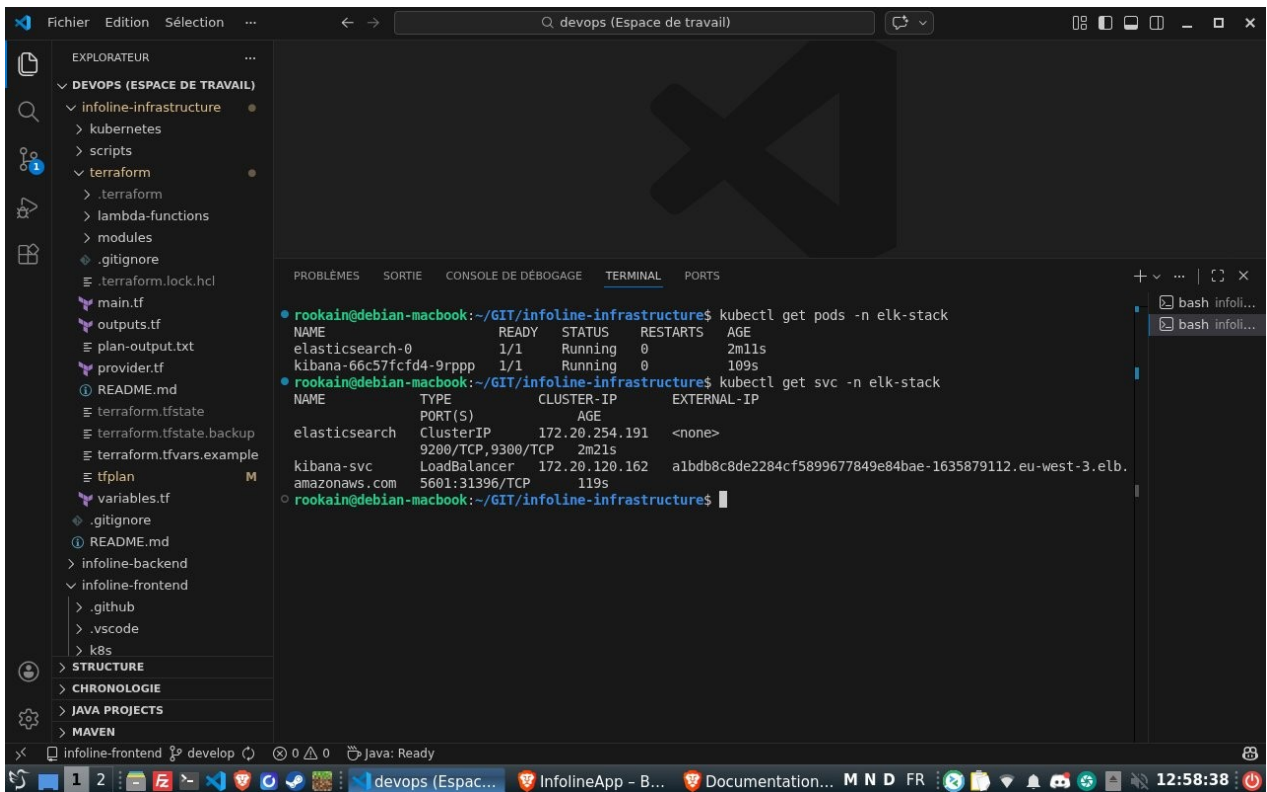 Fichier Edition Sélection ···
devops (Espace de travail)
EXPLORATEUR ···
DEVOPS (ESPACE DE TRAVAIL)
infoline-infrastructure
kubernetes
scripts
terraform
.terraform
lambda-functions
modules
.gitignore
.terraform.lock.hcl
main.tf
outputs.tf
plan-output.txt
provider.tf
README.md
terraform.tfstate
terraform.tfstate.backup
terraform.tfvars.example
tfplan M
variables.tf
.gitignore
README.md
infoline-backend
infoline-frontend
.github
.vscode
k8s
STRUCTURE
CHRONOLOGIE
JAVA PROJECTS
MAVEN
1
PROBLÈMES SORTIE CONSOLE DE DÉBOGAGE TERMINAL PORTS
rookain@debian-macbook:~/GIT/infoline-infrastructure$ kubectl get pods -n elk-stack
NAME READY STATUS RESTARTS AGE
elasticsearch-0 1/1 Running 0 2m11s
kibana-66c57fcfd4-9rppp 1/1 Running 0 109s
rookain@debian-macbook:~/GIT/infoline-infrastructure$ kubectl get svc -n elk-stack
NAME TYPE CLUSTER-IP EXTERNAL-IP
PORT(S) AGE
elasticsearch ClusterIP 172.20.254.191 <none>
9200/TCP,9300/TCP 2m21s
kibana-svc LoadBalancer 172.20.120.162 a1bdb8c8de2284cf5899677849e84bae-1635879112.eu-west-3.elb.
amazonaws.com 5601:31396/TCP 119s
rookain@debian-macbook:~/GIT/infoline-infrastructure$
bash infoli...
bash infoli...
infoline-frontend develop 0 0 Java: Ready
1 2 devops (Espac... InfolineApp – B... Documentation... M N D FR 12:58:38